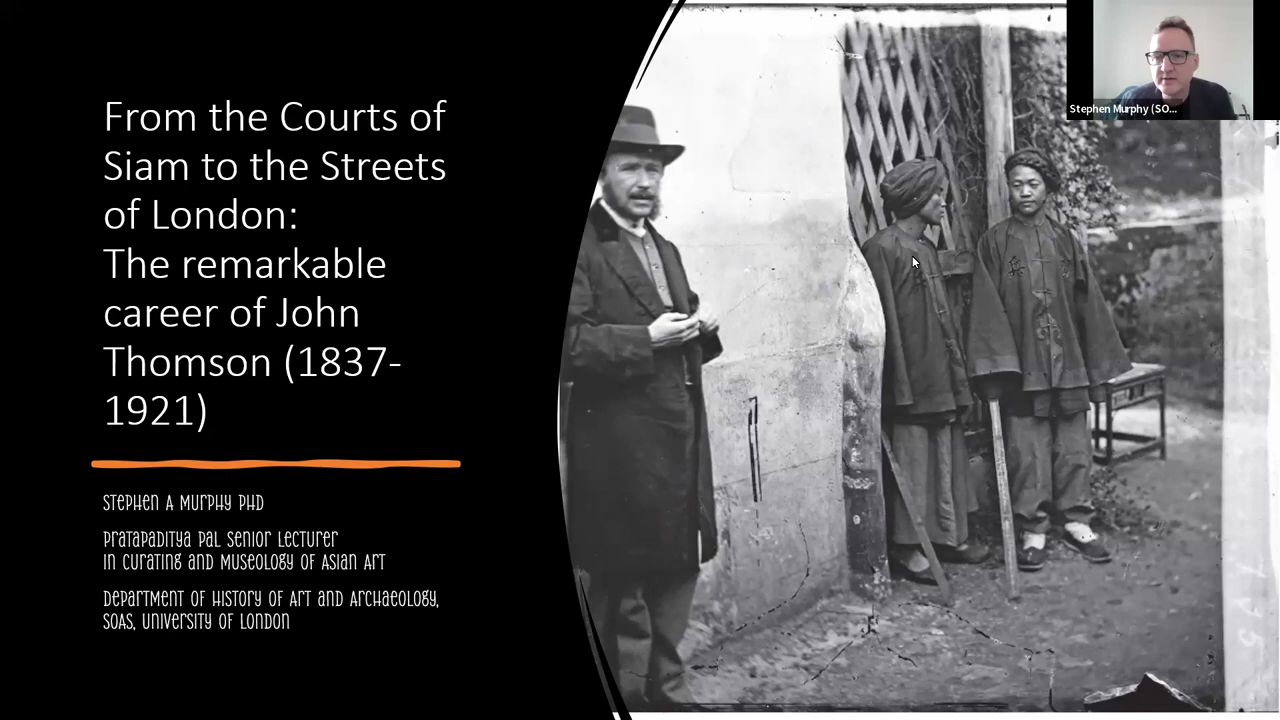 From the Courts of
Siam to the Streets
of London:
The remarkable
career of John
Thomson (1837-
1921)
Stephen A Murphy PhD
Pratapaditya Pal Senior Lecturer
in Curating and Museology of Asian Art
Department of History of Art and Archaeology,
SOAS, University of London
Stephen Murphy (SO...